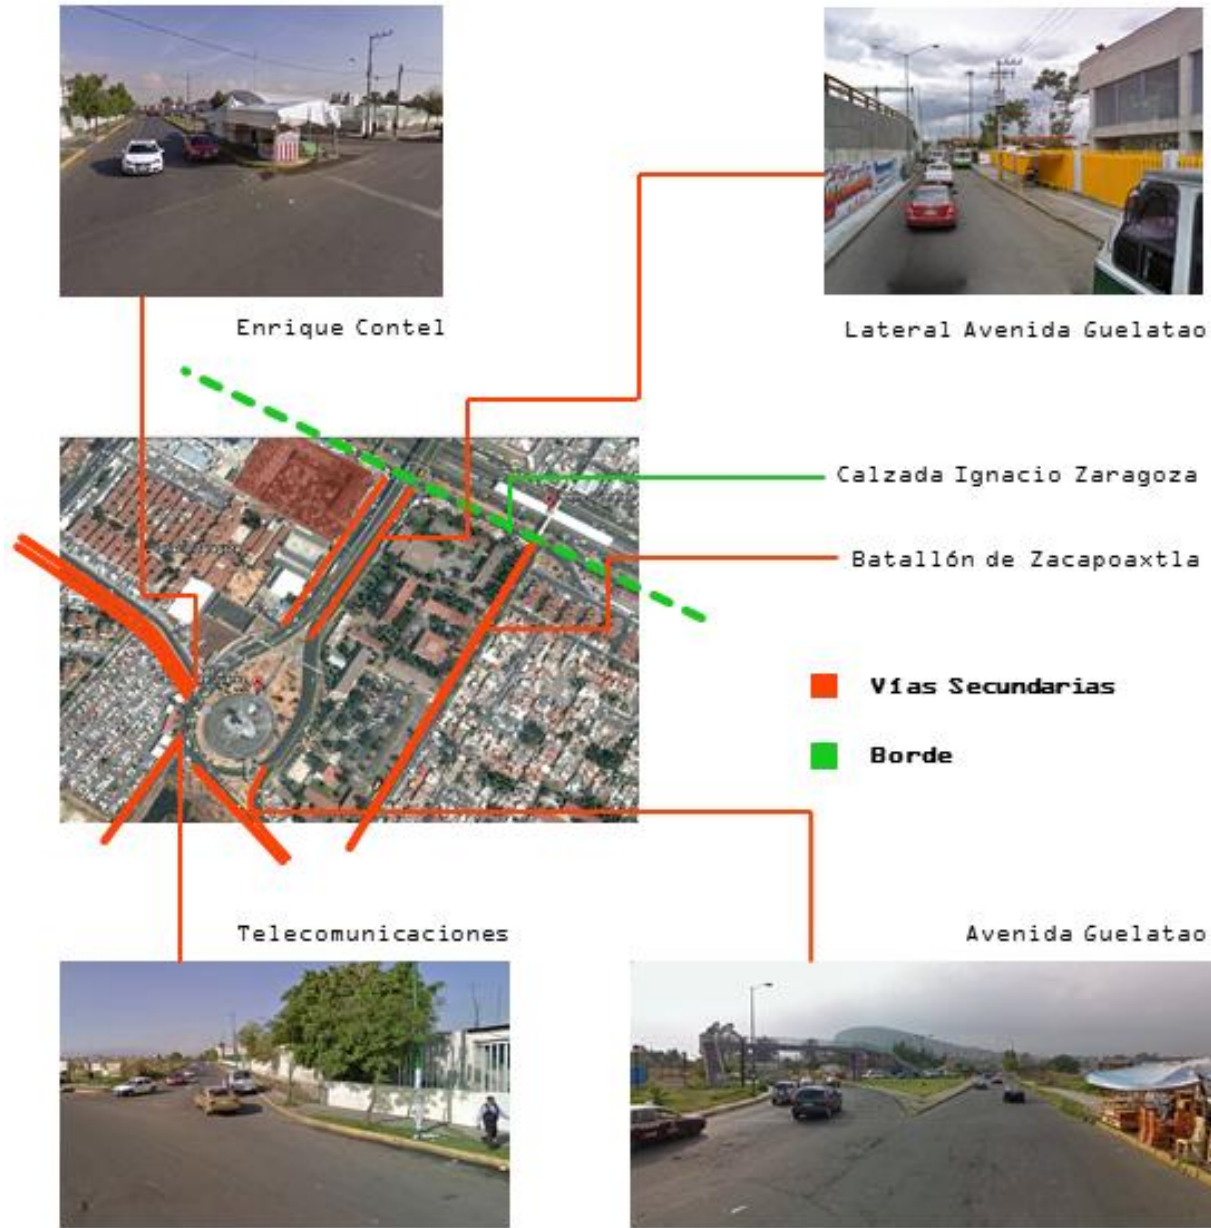 Enrique Contel
Lateral Avenida Guelatao
Calzada Ignacio Zaragoza
Batallón de Zacapoaxtla
Vías Secundarias
Borde
Telecomunicaciones
Avenida Guelatao